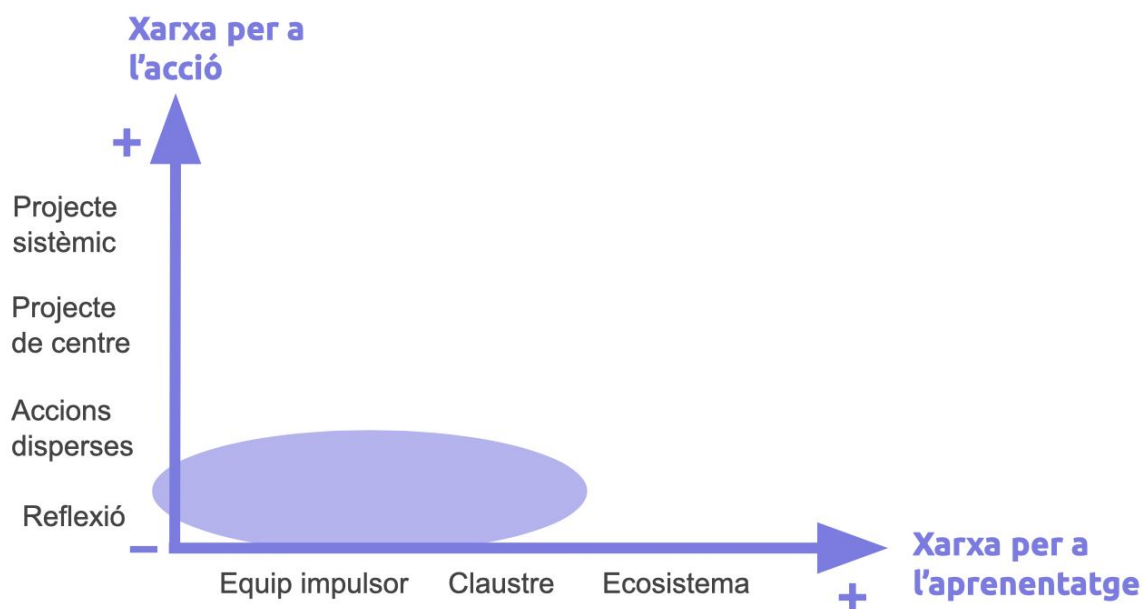 Xarxa per a
l'acció
+
Projecte
sistèmic
Projecte
de centre
Accions
disperses
Reflexió
−
Equip impulsor
Claustre
Ecosistema
+
Xarxa per a
l'aprenentatge